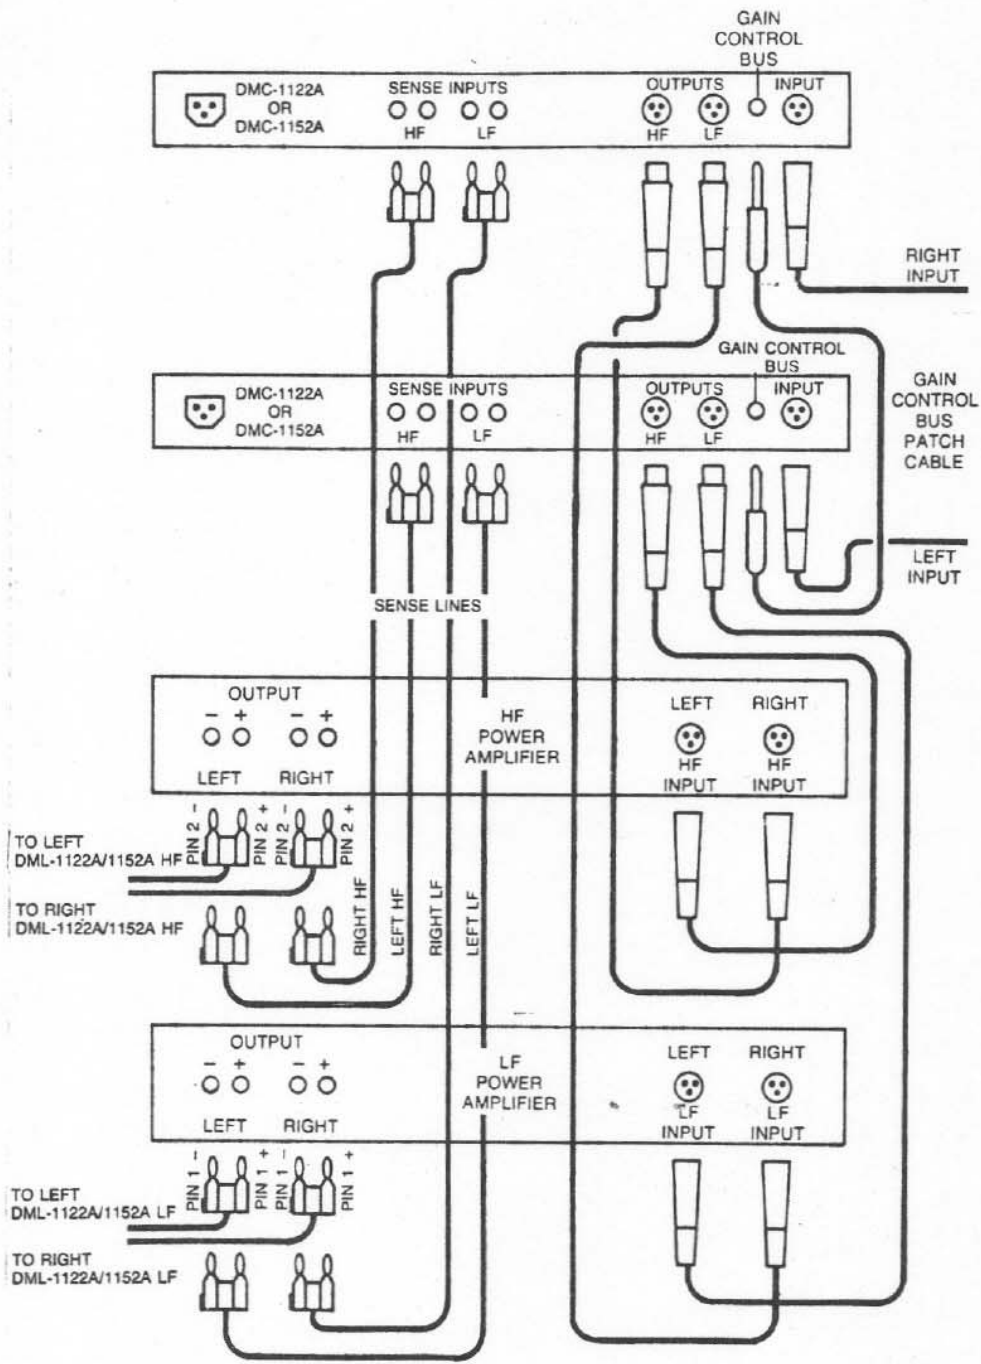 GAIN
CONTROL
BUS
DMC-1122A
OR
DMC-1152A
SENSE INPUTS
HF LF
OUTPUTS
HF LF
INPUT
RIGHT
INPUT
GAIN CONTROL
BUS
DMC-1122A
OR
DMC-1152A
SENSE INPUTS
HF LF
OUTPUTS
HF LF
INPUT
GAIN
CONTROL
BUS
PATCH
CABLE
LEFT
INPUT
SENSE LINES
OUTPUT
- + - +
LEFT RIGHT
HF
POWER
AMPLIFIER
LEFT RIGHT
HF HF
INPUT INPUT
PIN 2 -
PIN 2 +
PIN 2 -
PIN 2 +
TO LEFT
DML-1122A/1152A HF
TO RIGHT
DML-1122A/1152A HF
RIGHT HF
LEFT HF
RIGHT LF
LEFT LF
OUTPUT
- + - +
LEFT RIGHT
LF
POWER
AMPLIFIER
LEFT RIGHT
LF LF
INPUT INPUT
PIN 1 -
PIN 1 +
PIN 1 -
PIN 1 +
TO LEFT
DML-1122A/1152A LF
TO RIGHT
DML-1122A/1152A LF